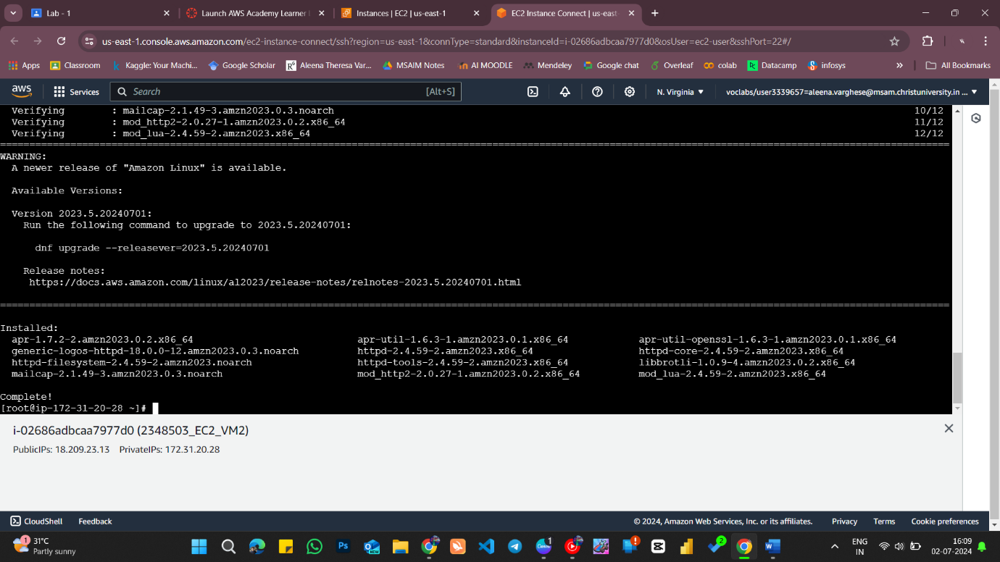 Lab - 1
Launch AWS Academy Learner
Instances | EC2 | us-east-1
EC2 Instance Connect | us-east
us-east-1.console.aws.amazon.com/ec2-instance-connect/ssh?region=us-east-1&connType=standard&instanceId=i-02686adbcaa7977d0&osUser=ec2-user&sshPort=22#/
Apps Classroom Kaggle: Your Machi... Google Scholar Aleena Theresa Var... MSAIM Notes AI MOODLE Mendeley Google chat Overleaf colab Datacamp infosys All Bookmarks
aws Services Search [Alt+S] N. Virginia voclabs/user3339657=aleena.varghese@msam.christuniversity.in ...
Verifying : mailcap-2.1.49-3.amzn2023.0.3.noarch 10/12
Verifying : mod_http2-2.0.27-1.amzn2023.0.2.x86_64 11/12
Verifying : mod_lua-2.4.59-2.amzn2023.x86_64 12/12
WARNING:
A newer release of "Amazon Linux" is available.
Available Versions:
Version 2023.5.20240701:
Run the following command to upgrade to 2023.5.20240701:
dnf upgrade --releasever=2023.5.20240701
Release notes:
https://docs.aws.amazon.com/linux/al2023/release-notes/relnotes-2023.5.20240701.html
Installed:
apr-1.7.2-2.amzn2023.0.2.x86_64 apr-util-1.6.3-1.amzn2023.0.1.x86_64 apr-util-openssl-1.6.3-1.amzn2023.0.1.x86_64
generic-logos-httpd-18.0.0-12.amzn2023.0.3.noarch httpd-2.4.59-2.amzn2023.x86_64 httpd-core-2.4.59-2.amzn2023.x86_64
httpd-filesystem-2.4.59-2.amzn2023.noarch httpd-tools-2.4.59-2.amzn2023.x86_64 libbrotli-1.0.9-4.amzn2023.0.2.x86_64
mailcap-2.1.49-3.amzn2023.0.3.noarch mod_http2-2.0.27-1.amzn2023.0.2.x86_64 mod_lua-2.4.59-2.amzn2023.x86_64
Complete!
[root@ip-172-31-20-28 ~]#
i-02686adbcaa7977d0 (2348503_EC2_VM2)
PublicIPs: 18.209.23.13 PrivateIPs: 172.31.20.28
CloudShell Feedback © 2024, Amazon Web Services, Inc. or its affiliates. Privacy Terms Cookie preferences
1 31°C
Partly sunny
Ps NEW 1 2
ENG
IN
16:09
02-07-2024